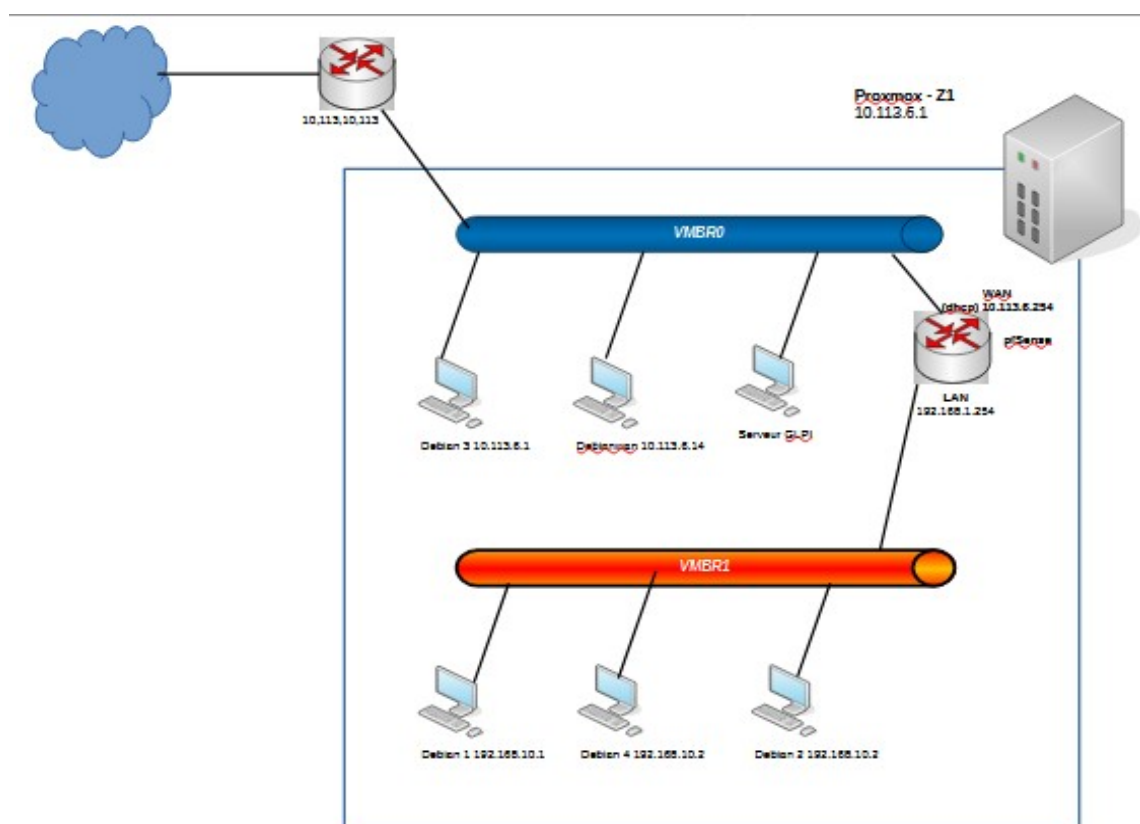 Proxmox - Z1
10.113.6.1
10,113,10,113
VMBR0
WAN
(dhcp) 10.113.6.254
pfSense
LAN
192.168.1.254
Debian 3 10.113.6.1
Debianwan 10.113.6.14
Serveur GLPI
VMBR1
Debian 1 192.168.10.1
Debian 4 192.168.10.2
Debian 2 192.168.10.2